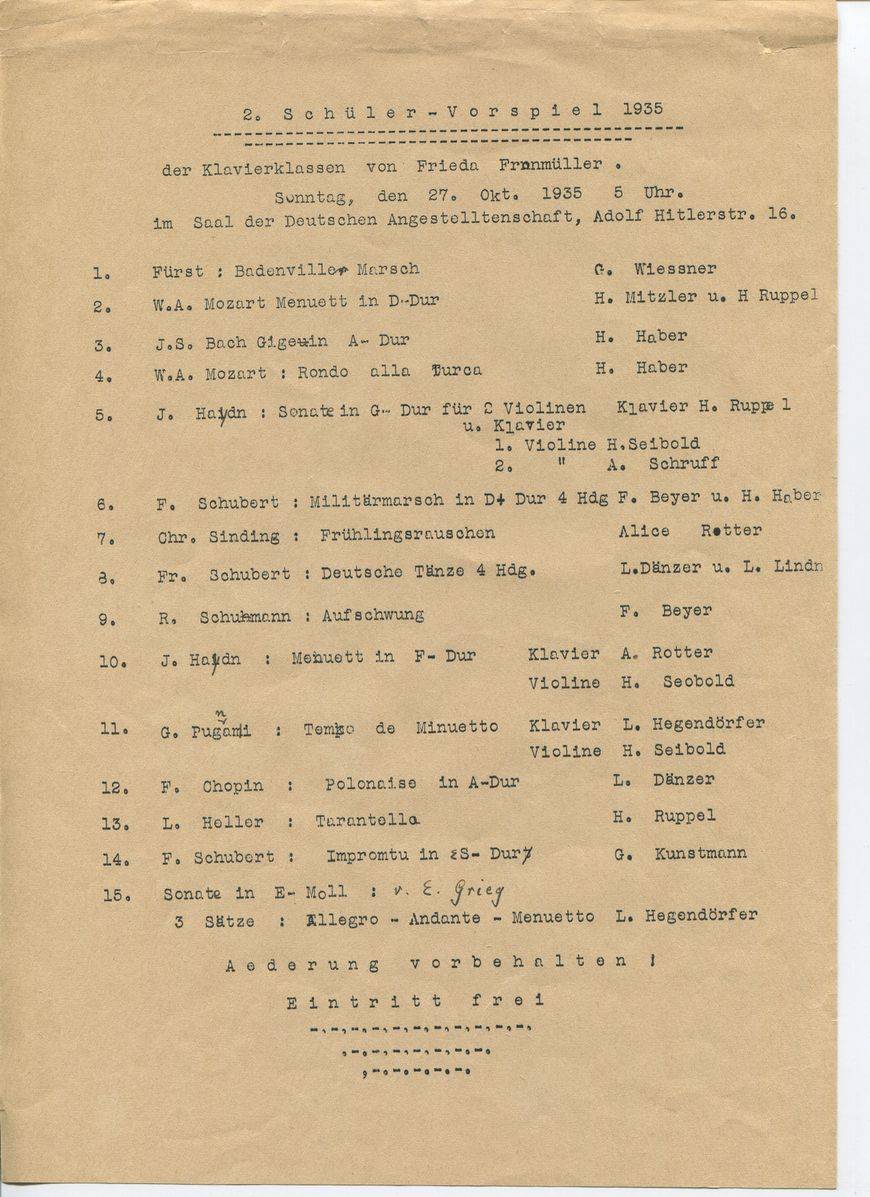 2. Schüler-Vorspiel 1935
der Klavierklassen von Frieda Fronmüller.
Sonntag, den 27. Okt. 1935 5 Uhr.
im Saal der Deutschen Angestelltenschaft, Adolf Hitlerstr. 16.
1. Fürst : Badenviller Marsch G. Wiessner
2. W.A. Mozart Menuett in D-Dur H. Mitzler u. H Ruppel
3. J.S. Bach Gige in A- Dur H. Haber
4. W.A. Mozart : Rondo alla Turca H. Haber
5. J. Haydn : Sonate in G- Dur für 2 Violinen Klavier H. Ruppel
u. Klavier
1. Violine H.Seibold
2. " A. Schruff
6. F. Schubert : Militärmarsch in D- Dur 4 Hdg F. Beyer u. H. Haber
7. Chr. Sinding : Frühlingsrauschen Alice Rotter
8. Fr. Schubert : Deutsche Tänze 4 Hdg. L.Dänzer u. L. Lindn
9. R. Schuhmann : Aufschwung F. Beyer
10. J. Haydn : Menuett in F- Dur Klavier A. Rotter
Violine H. Seobold
11. G. Pugnani : Tempo de Minuetto Klavier L. Hegendörfer
Violine H. Seibold
12. F. Chopin : Polonaise in A-Dur L. Dänzer
13. L. Heller : Tarantella H. Ruppel
14. F. Schubert : Impromtu in ES- Dur G. Kunstmann
15. Sonate in E- Moll : v. E. Grieg
3 Sätze : Allegro - Andante - Menuetto L. Hegendörfer
Aederung vorbehalten !
Eintritt frei